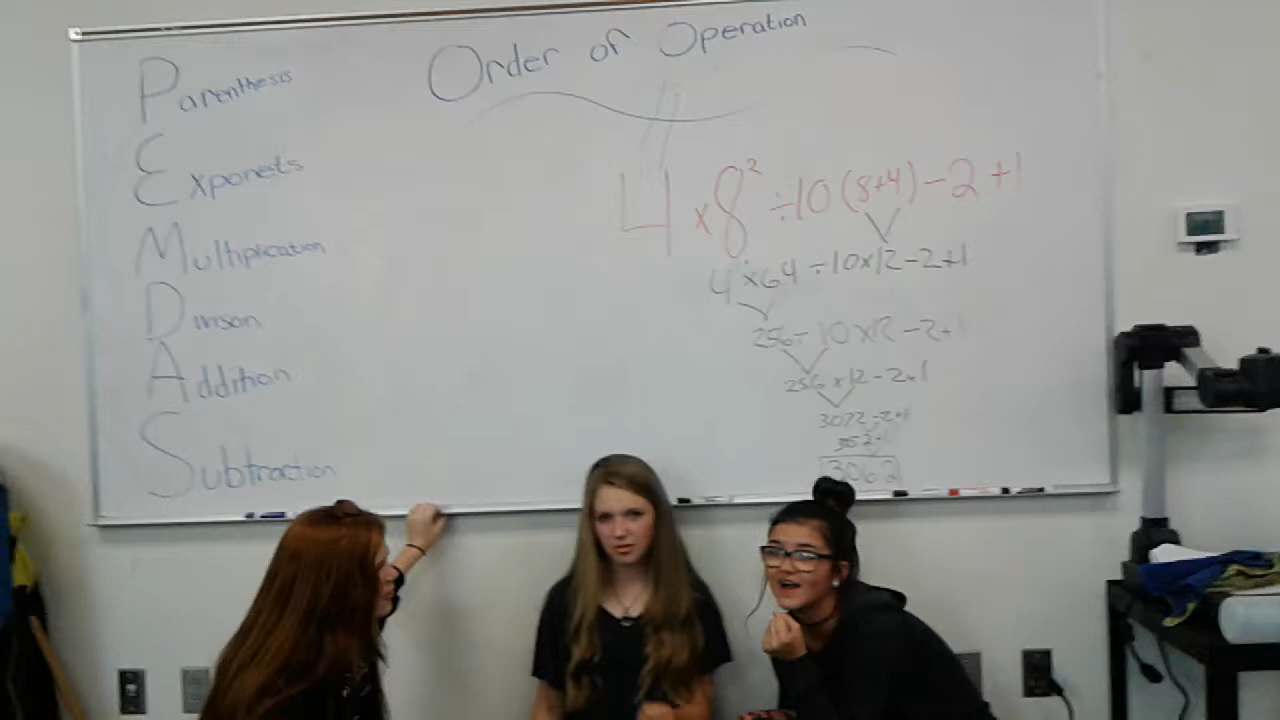 Order of Operation
Parenthesis
Exponets
Multiplication
Divison
Addition
Subtraction
4 × 8² ÷ 10 (8+4) − 2 + 1
4 × 64 ÷ 10 × 12 − 2 + 1
256 ÷ 10 × 12 − 2 + 1
256 × 12 − 2 + 1
3072 − 2 + 1
3062